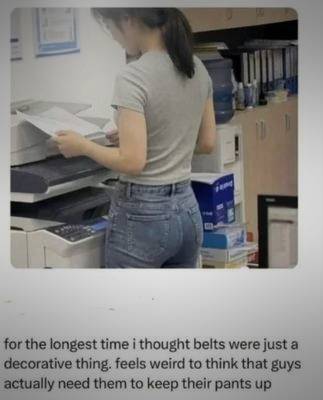 for the longest time i thought belts were just a
decorative thing. feels weird to think that guys
actually need them to keep their pants up